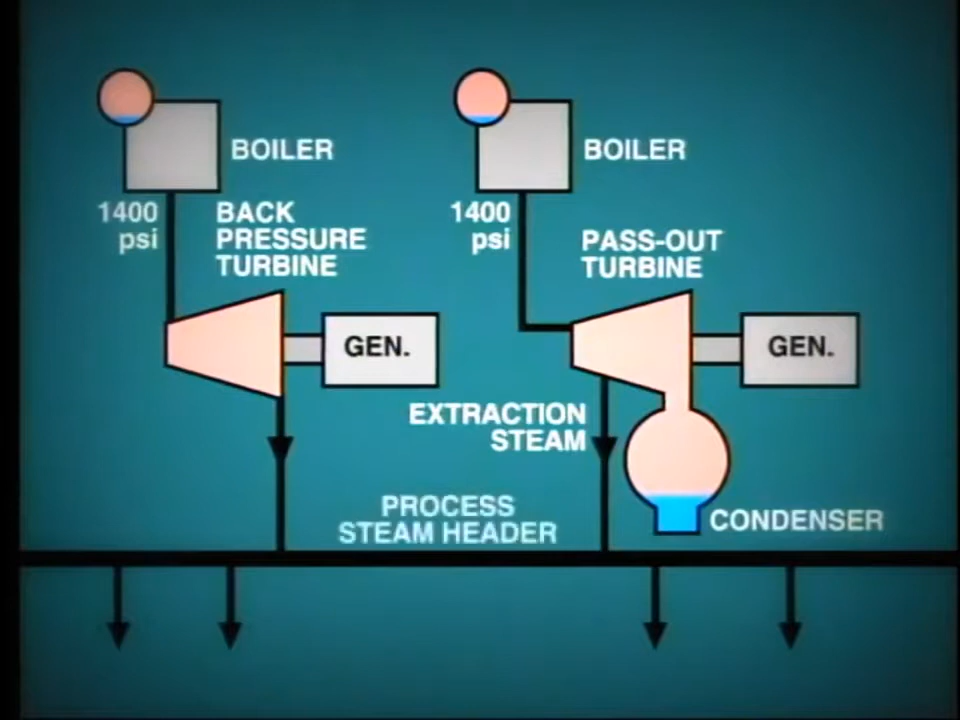 BOILER
1400
psi
BACK
PRESSURE
TURBINE
GEN.
BOILER
1400
psi
PASS-OUT
TURBINE
GEN.
EXTRACTION
STEAM
PROCESS
STEAM HEADER
CONDENSER